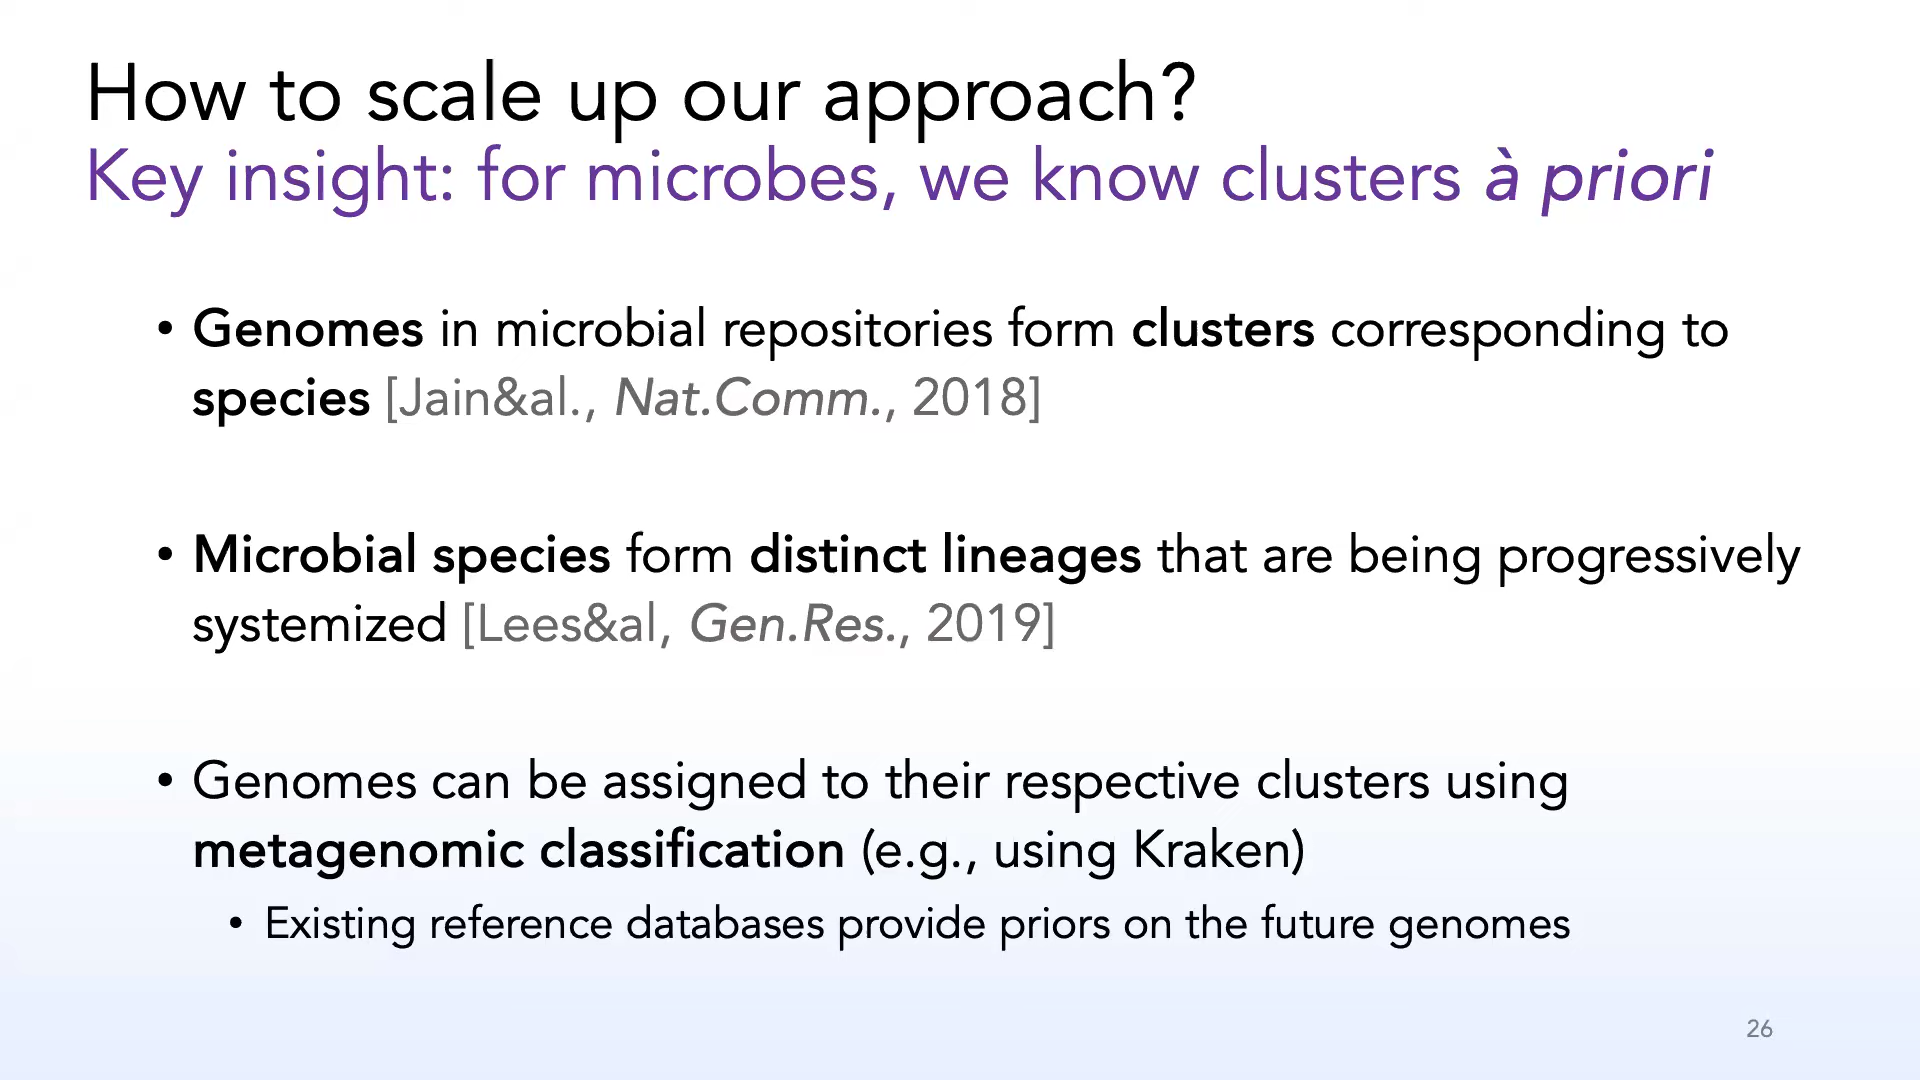 How to scale up our approach?
Key insight: for microbes, we know clusters à priori
• Genomes in microbial repositories form clusters corresponding to
species [Jain&al., Nat.Comm., 2018]
• Microbial species form distinct lineages that are being progressively
systemized [Lees&al, Gen.Res., 2019]
• Genomes can be assigned to their respective clusters using
metagenomic classification (e.g., using Kraken)
• Existing reference databases provide priors on the future genomes
26